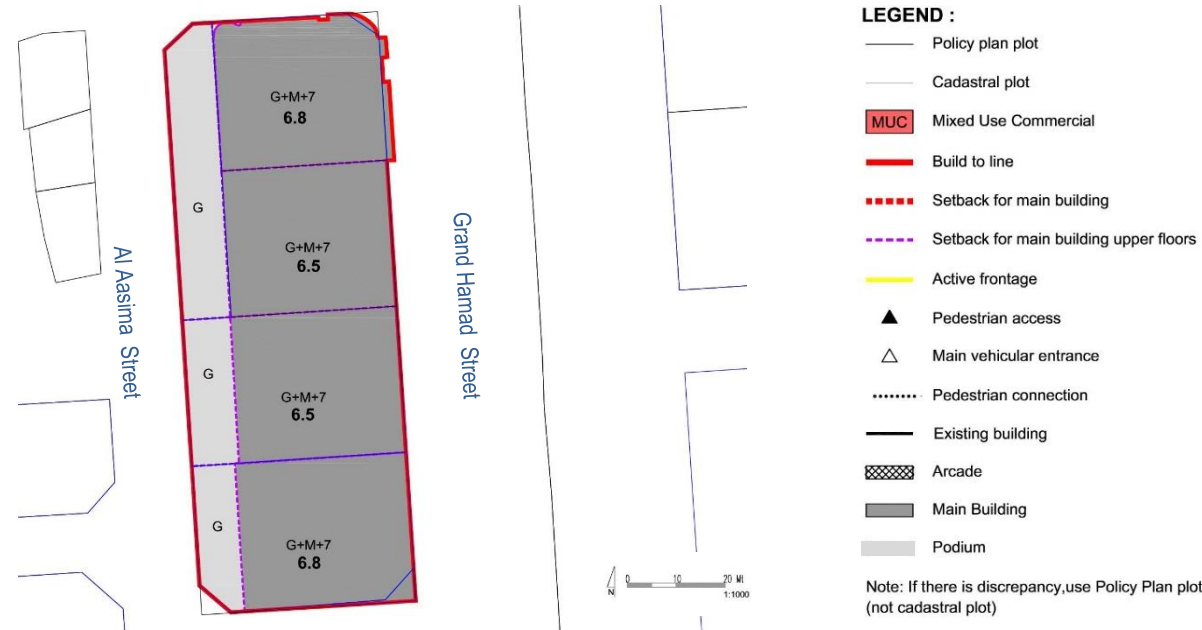 G+M+7
6.8
G
G+M+7
6.5
G
G+M+7
6.5
G
G+M+7
6.8
Al Aasima Street
Grand Hamad Street
N
0 10 20 Mt
1:1000
LEGEND :
Policy plan plot
Cadastral plot
MUC Mixed Use Commercial
Build to line
Setback for main building
Setback for main building upper floors
Active frontage
Pedestrian access
Main vehicular entrance
Pedestrian connection
Existing building
Arcade
Main Building
Podium
Note: If there is discrepancy,use Policy Plan plot
(not cadastral plot)